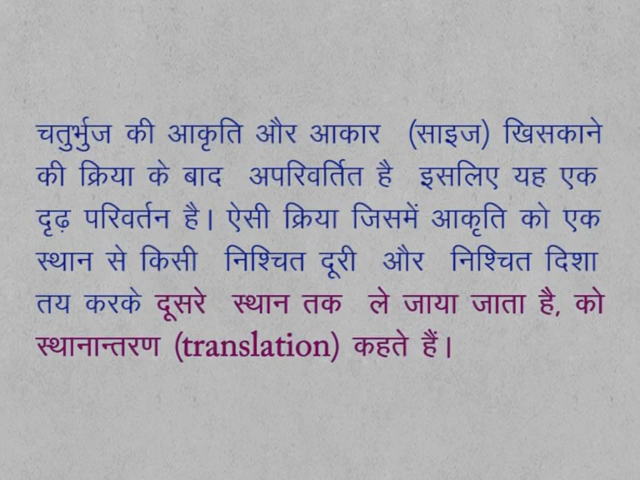 चतुर्भुज की आकृति और आकार (साइज) खिसकाने
की क्रिया के बाद अपरिवर्तित है इसलिए यह एक
दृढ़ परिवर्तन है। ऐसी क्रिया जिसमें आकृति को एक
स्थान से किसी निश्चित दूरी और निश्चित दिशा
तय करके दूसरे स्थान तक ले जाया जाता है, को
स्थानान्तरण (translation) कहते हैं।